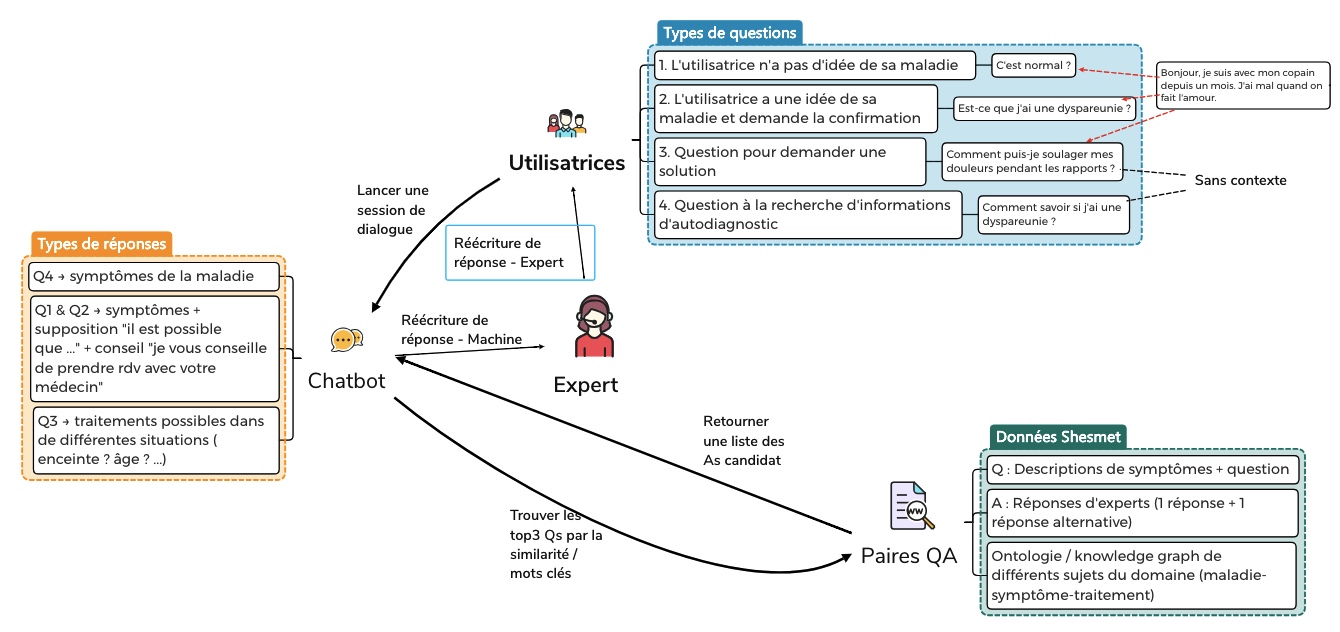 Types de questions
1. L'utilisatrice n'a pas d'idée de sa maladie
C'est normal ?
Bonjour, je suis avec mon copain
depuis un mois. J'ai mal quand on
fait l'amour.
2. L'utilisatrice a une idée de sa
maladie et demande la confirmation
Est-ce que j'ai une dyspareunie ?
Utilisatrices
3. Question pour demander une
solution
Comment puis-je soulager mes
douleurs pendant les rapports ?
Sans contexte
4. Question à la recherche d'informations
d'autodiagnostic
Comment savoir si j'ai une
dyspareunie ?
Lancer une
session de
dialogue
Réécriture de
réponse - Expert
Types de réponses
Q4 → symptômes de la maladie
Q1 & Q2 → symptômes +
supposition "il est possible
que ..." + conseil "je vous conseille
de prendre rdv avec votre
médecin"
Q3 → traitements possibles dans
de différentes situations (
enceinte ? âge ? ...)
Réécriture de
réponse - Machine
Chatbot
Expert
Retourner
une liste des
As candidat
Trouver les
top3 Qs par la
similarité /
mots clés
Données Shesmet
Q : Descriptions de symptômes + question
A : Réponses d'experts (1 réponse + 1
réponse alternative)
Ontologie / knowledge graph de
différents sujets du domaine (maladie-
symptôme-traitement)
WW
Paires QA